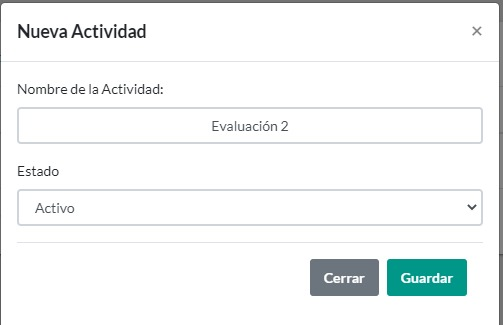 Nueva Actividad ×
Nombre de la Actividad:
Evaluación 2
Estado
Activo
Cerrar Guardar